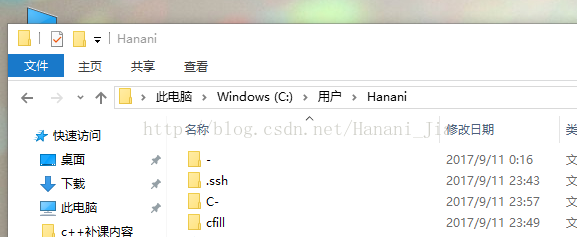 Hanani
文件 主页 共享 查看
此电脑 Windows (C:) 用户 Hanani
http://blog.csdn.net/Hanani_Jia
快速访问
桌面
下载
此电脑
c++补课内容
名称 修改日期 类
- 2017/9/11 0:16 文
.ssh 2017/9/11 23:43 文
C- 2017/9/11 23:57 文
cfill 2017/9/11 23:49 文